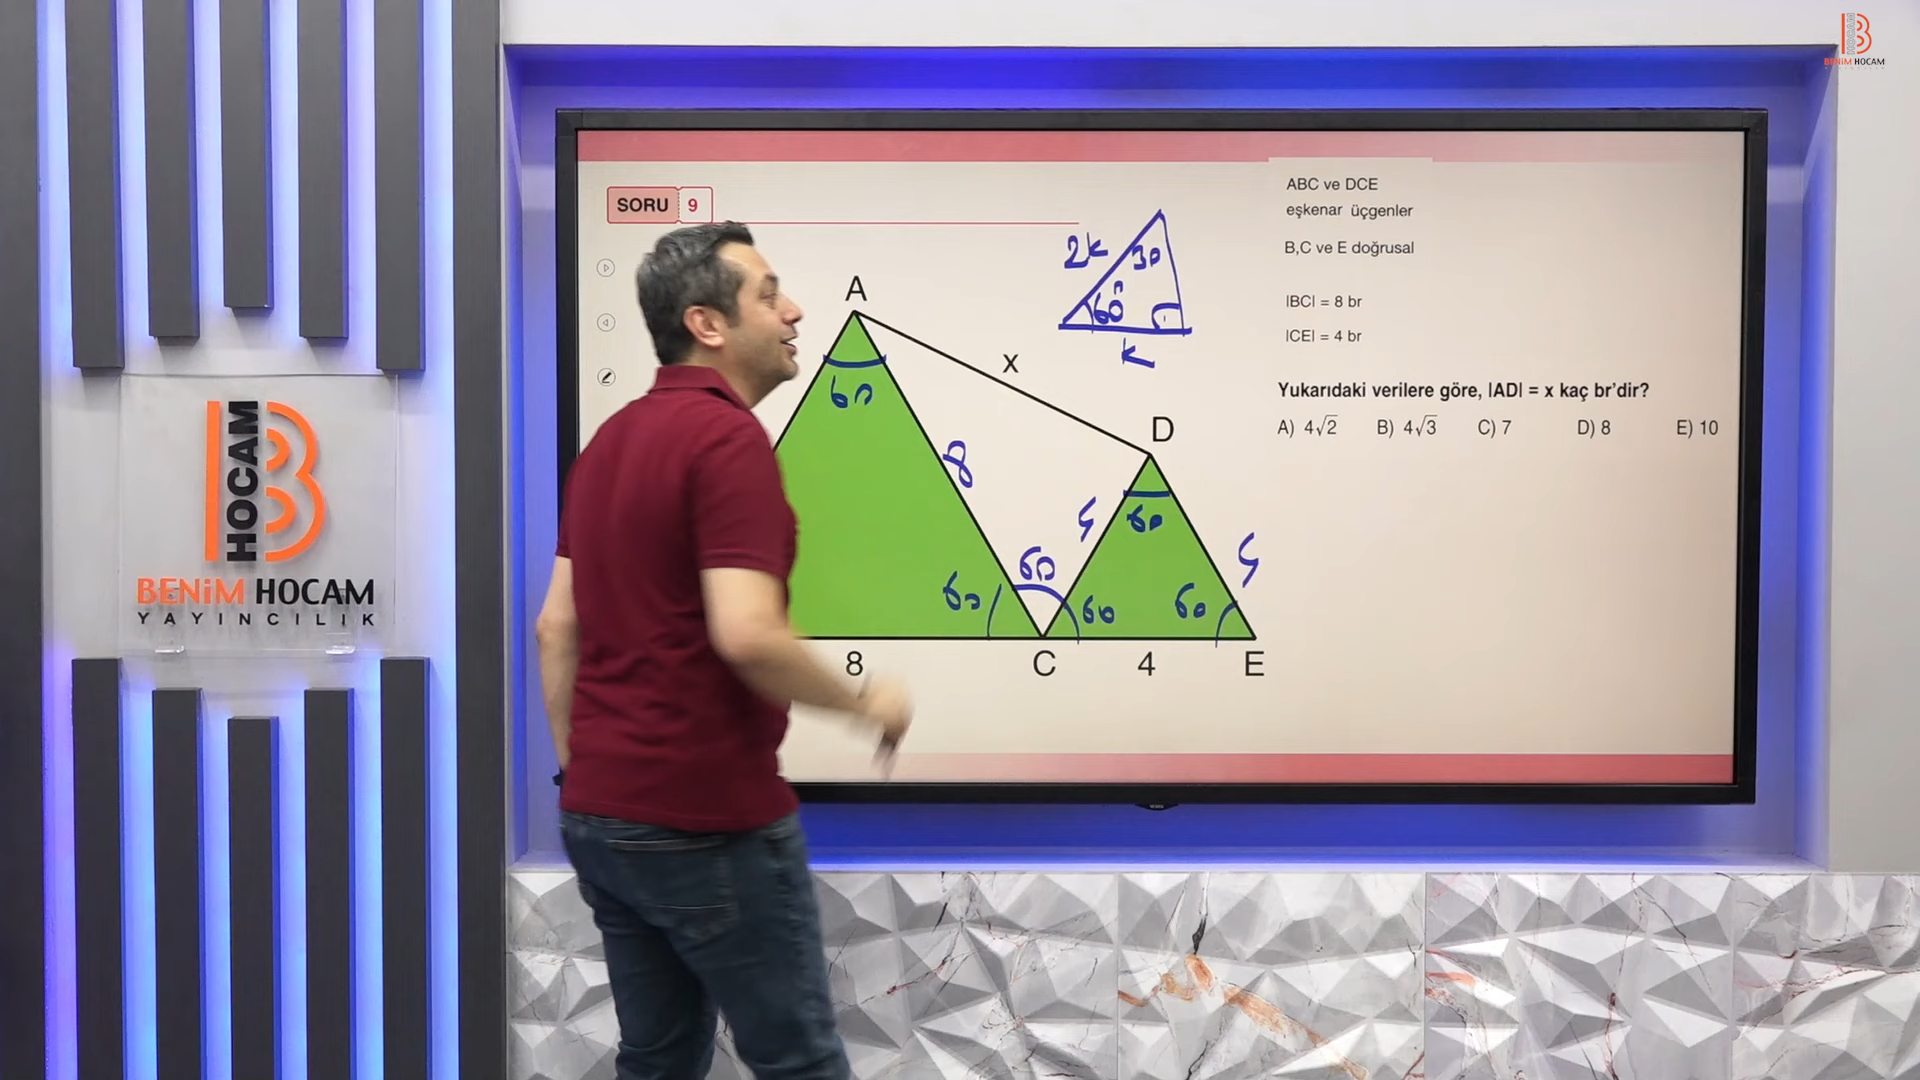 BENiM HOCAM
SORU 9
ABC ve DCE
eşkenar üçgenler
B,C ve E doğrusal
|BC| = 8 br
|CE| = 4 br
Yukarıdaki verilere göre, |AD| = x kaç br'dir?
A) 4√2 B) 4√3 C) 7 D) 8 E) 10
2k
30
60
k
A
60
x
D
8
4
60
4
60
60
60
60
8
C
4
E
HOCAM
BENiM HOCAM
YAYINCILIK